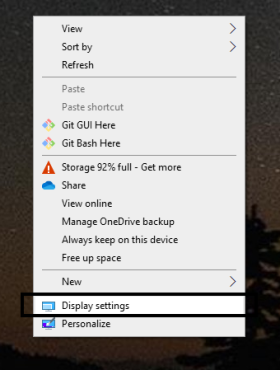 View
Sort by
Refresh
Paste
Paste shortcut
Git GUI Here
Git Bash Here
Storage 92% full - Get more
Share
View online
Manage OneDrive backup
Always keep on this device
Free up space
New
Display settings
Personalize